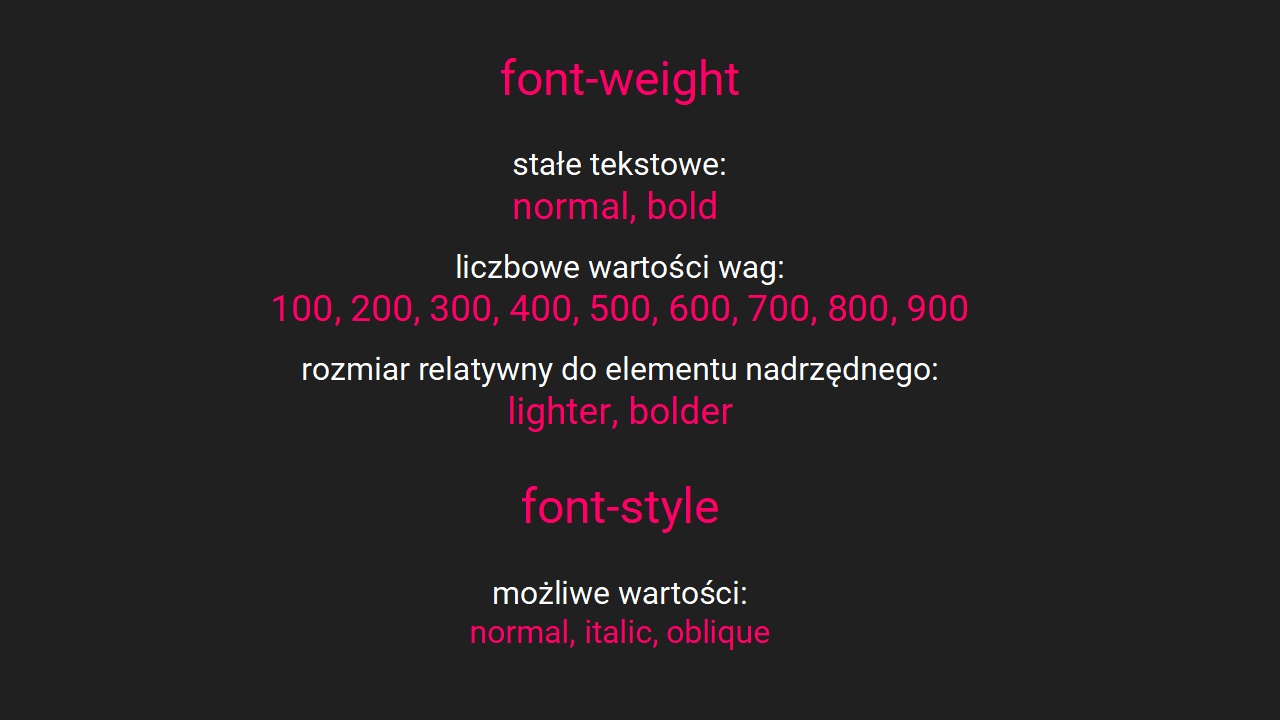 font-weight
stałe tekstowe:
normal, bold
liczbowe wartości wag:
100, 200, 300, 400, 500, 600, 700, 800, 900
rozmiar relatywny do elementu nadrzędnego:
lighter, bolder
font-style
możliwe wartości:
normal, italic, oblique